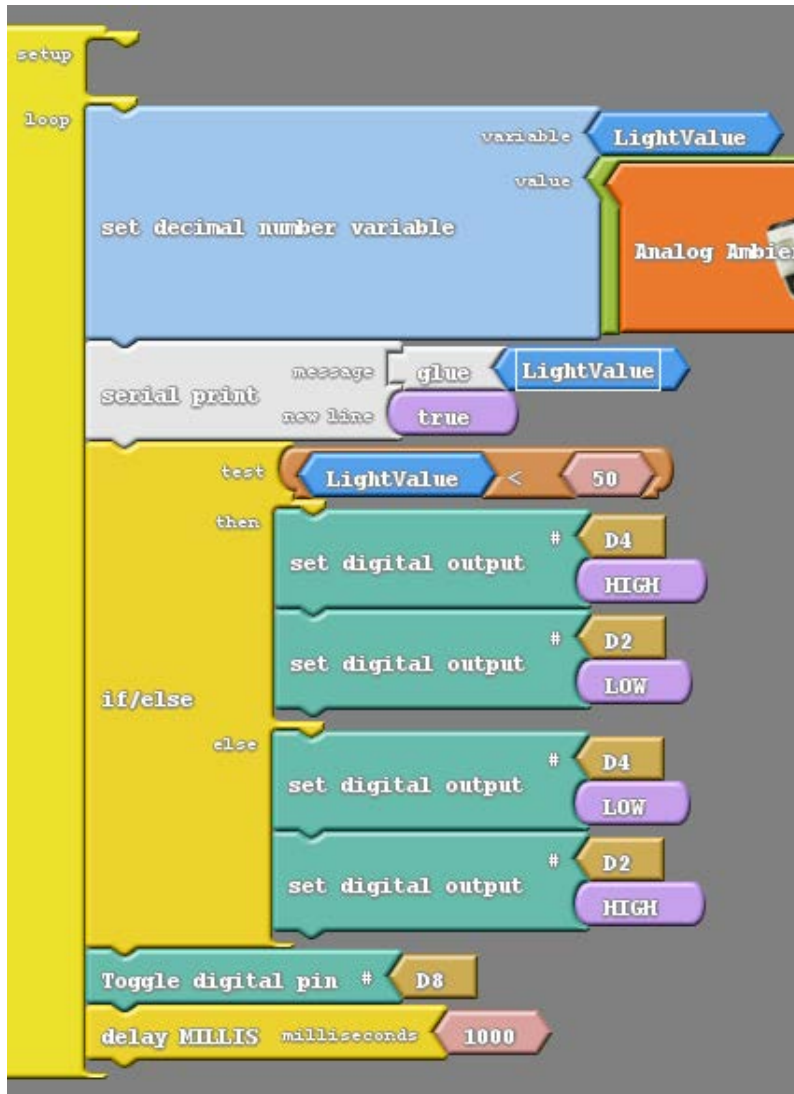 setup
loop
variable LightValue
value
set decimal number variable
Analog
message glue LightValue
serial print
new line true
test LightValue < 50
then
# D4
set digital output
HIGH
# D2
set digital output
LOW
if/else
else
# D4
set digital output
LOW
# D2
set digital output
HIGH
Toggle digital pin # D8
delay MILLIS milliseconds 1000